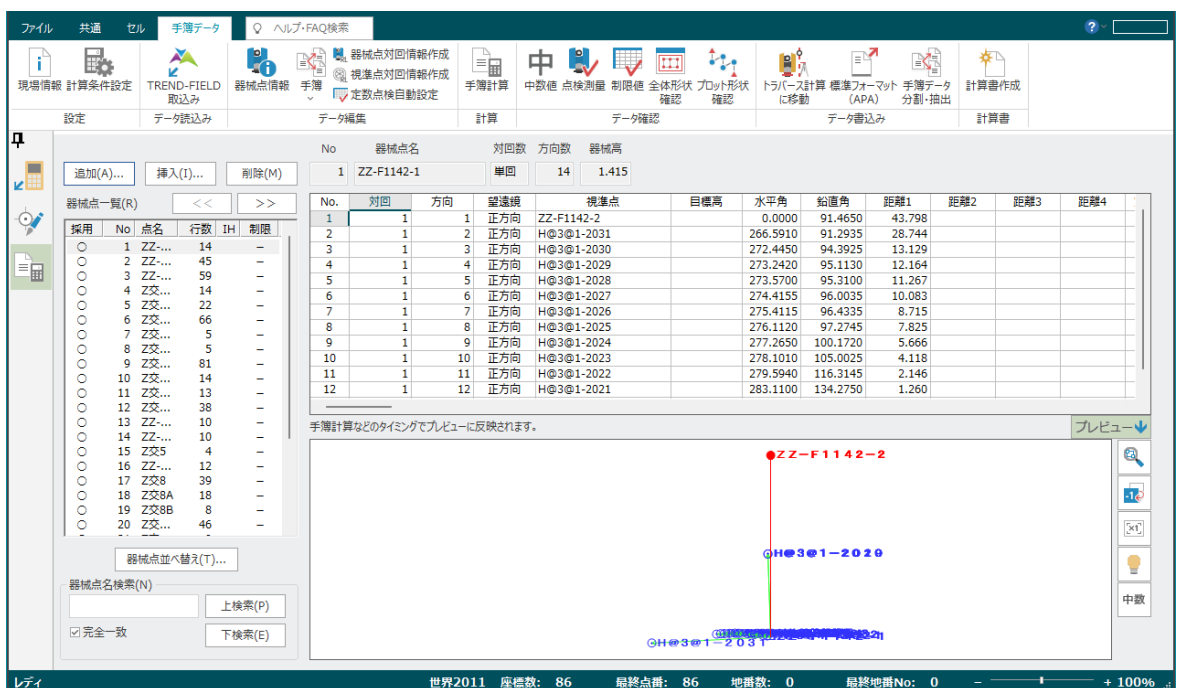 ファイル 共通 セル 手簿データ ヘルプ・FAQ検索 ?
現場情報 計算条件設定 TREND-FIELD 取込み 器械点情報 手簿 器械点対回情報作成 視準点対回情報作成 定数点検自動設定 手簿計算 中数値 点検測量 制限値 全体形状確認 プロット形状確認 トラバース計算に移動 標準フォーマット (APA) 手簿データ分割・抽出 計算書作成
設定 データ読込み データ編集 計算 データ確認 データ書込み 計算書
No 器械点名 対回数 方向数 器械高
1 ZZ-F1142-1 単回 14 1.415
追加(A)... 挿入(I)... 削除(M)
器械点一覧(R) << >>
採用 No 点名 行数 IH 制限
○ 1 ZZ-... 14 −
○ 2 ZZ-... 45 −
○ 3 ZZ-... 59 −
○ 4 Z交... 14 −
○ 5 Z交... 22 −
○ 6 Z交... 66 −
○ 7 Z交... 5 −
○ 8 Z交... 5 −
○ 9 Z交... 81 −
○ 10 Z交... 14 −
○ 11 Z交... 13 −
○ 12 Z交... 38 −
○ 13 ZZ-... 10 −
○ 14 ZZ-... 10 −
○ 15 Z交5 4 −
○ 16 ZZ-... 12 −
○ 17 Z交8 39 −
○ 18 Z交8A 18 −
○ 19 Z交8B 8 −
○ 20 Z交... 46 −
器械点並べ替え(T)...
器械点名検索(N)
上検索(P)
完全一致 下検索(E)
No. 対回 方向 望遠鏡 視準点 目標高 水平角 鉛直角 距離1 距離2 距離3 距離4
1 1 1 正方向 ZZ-F1142-2 0.0000 91.4650 43.798
2 1 2 正方向 H@3@1-2031 266.5910 91.2935 28.744
3 1 3 正方向 H@3@1-2030 272.4450 94.3925 13.129
4 1 4 正方向 H@3@1-2029 273.2420 95.1130 12.164
5 1 5 正方向 H@3@1-2028 273.5700 95.3100 11.267
6 1 6 正方向 H@3@1-2027 274.4155 96.0035 10.083
7 1 7 正方向 H@3@1-2026 275.4115 96.4335 8.715
8 1 8 正方向 H@3@1-2025 276.1120 97.2745 7.825
9 1 9 正方向 H@3@1-2024 277.2650 100.1720 5.666
10 1 10 正方向 H@3@1-2023 278.1010 105.0025 4.118
11 1 11 正方向 H@3@1-2022 279.5940 116.3145 2.146
12 1 12 正方向 H@3@1-2021 283.1100 134.2750 1.260
手簿計算などのタイミングでプレビューに反映されます。 プレビュー
ZZ-F1142-2
H@3@1-2029
H@3@1-2031
-1
x1
中数
レディ 世界2011 座標数: 86 最終点番: 86 地番数: 0 最終地番No: 0 − + 100%